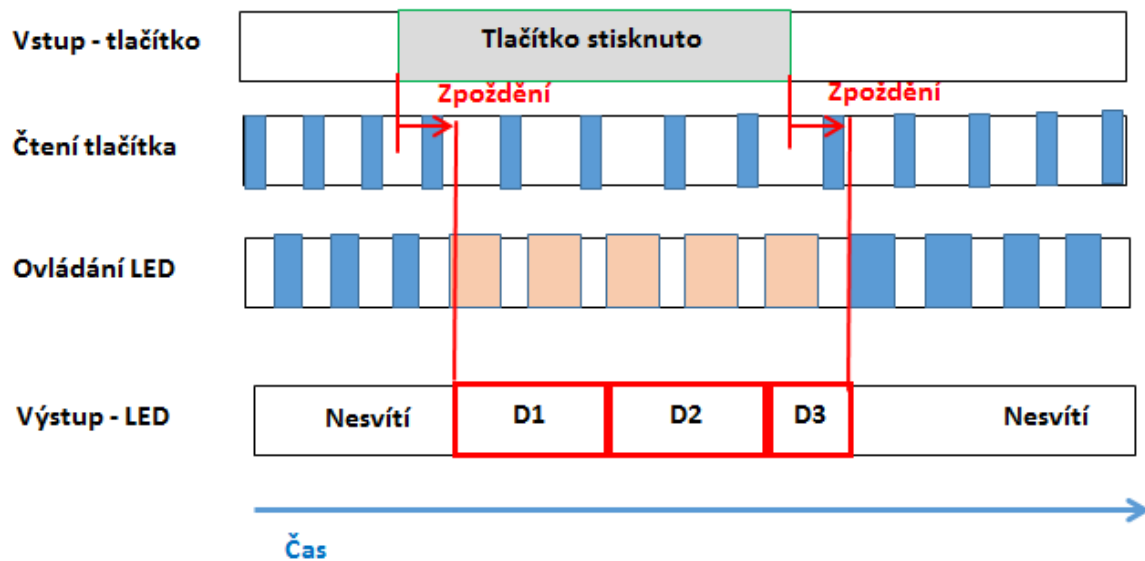 Vstup - tlačítko
Tlačítko stisknuto
Zpoždění
Zpoždění
Čtení tlačítka
Ovládání LED
Výstup - LED
Nesvítí
D1
D2
D3
Nesvítí
Čas